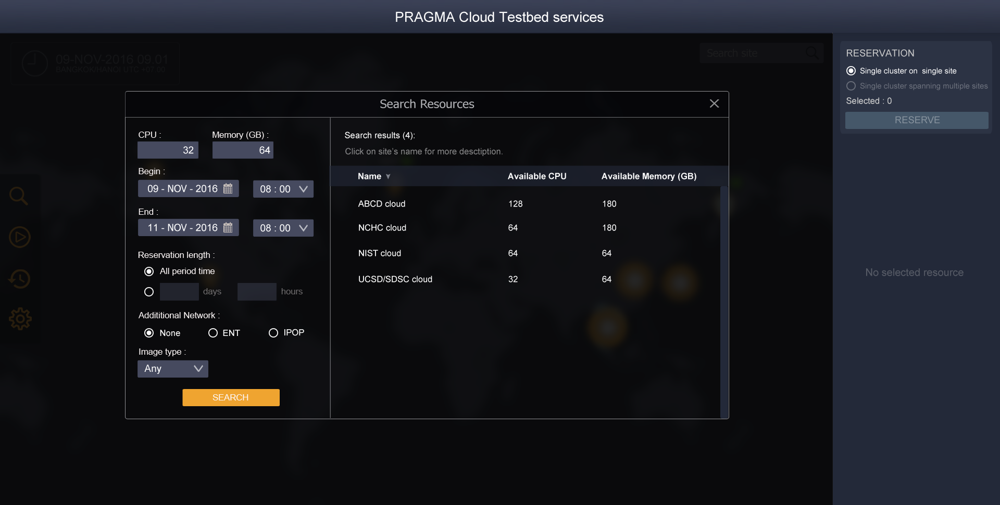 PRAGMA Cloud Testbed services
09-NOV-2016 09.01
BANGKOK/HANOI UTC +07:00
Search site
RESERVATION
Single cluster on single site
Single cluster spanning multiple sites
Selected : 0
RESERVE
No selected resource
Search Resources
CPU :
Memory (GB) :
32
64
Begin :
09 - NOV - 2016
08 : 00
End :
11 - NOV - 2016
08 : 00
Reservation length :
All period time
days
hours
Addititional Network :
None
ENT
IPOP
Image type :
Any
SEARCH
Search results (4):
Click on site's name for more desctiption.
Name ▼ Available CPU Available Memory (GB)
ABCD cloud 128 180
NCHC cloud 64 180
NIST cloud 64 64
UCSD/SDSC cloud 32 64